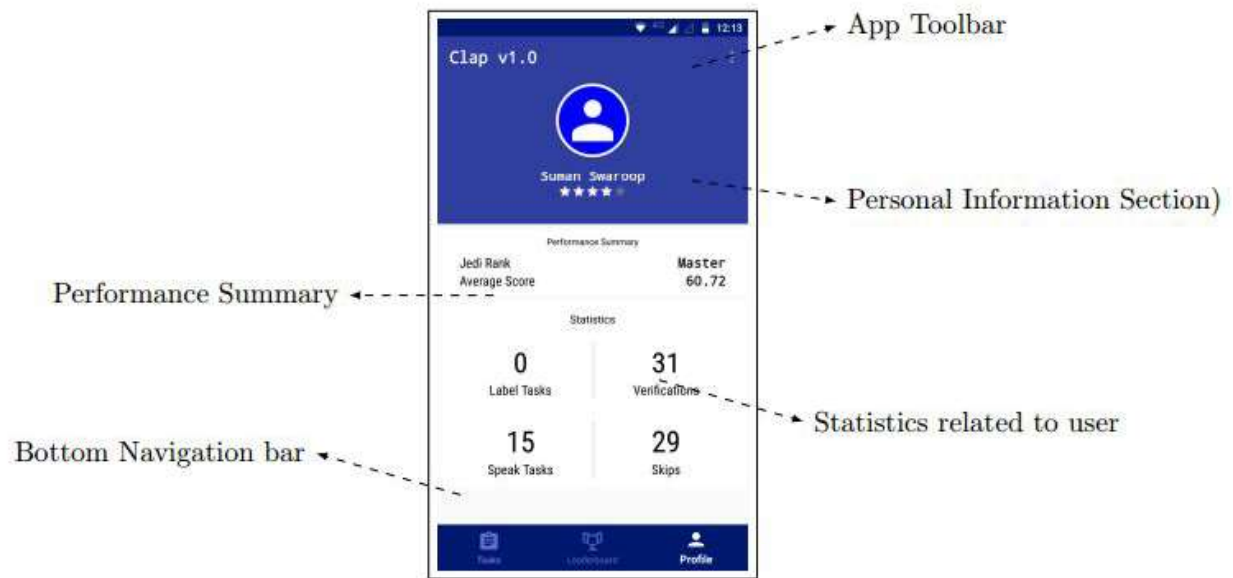 12:13
App Toolbar
Clap v1.0
Suman Swaroop
Personal Information Section)
Performance Summary
Jedi Rank Master
Average Score 60.72
Performance Summary
Statistics
0 31
Label Tasks Verifications
Statistics related to user
15 29
Speak Tasks Skips
Bottom Navigation bar
Tasks Leaderboard Profile